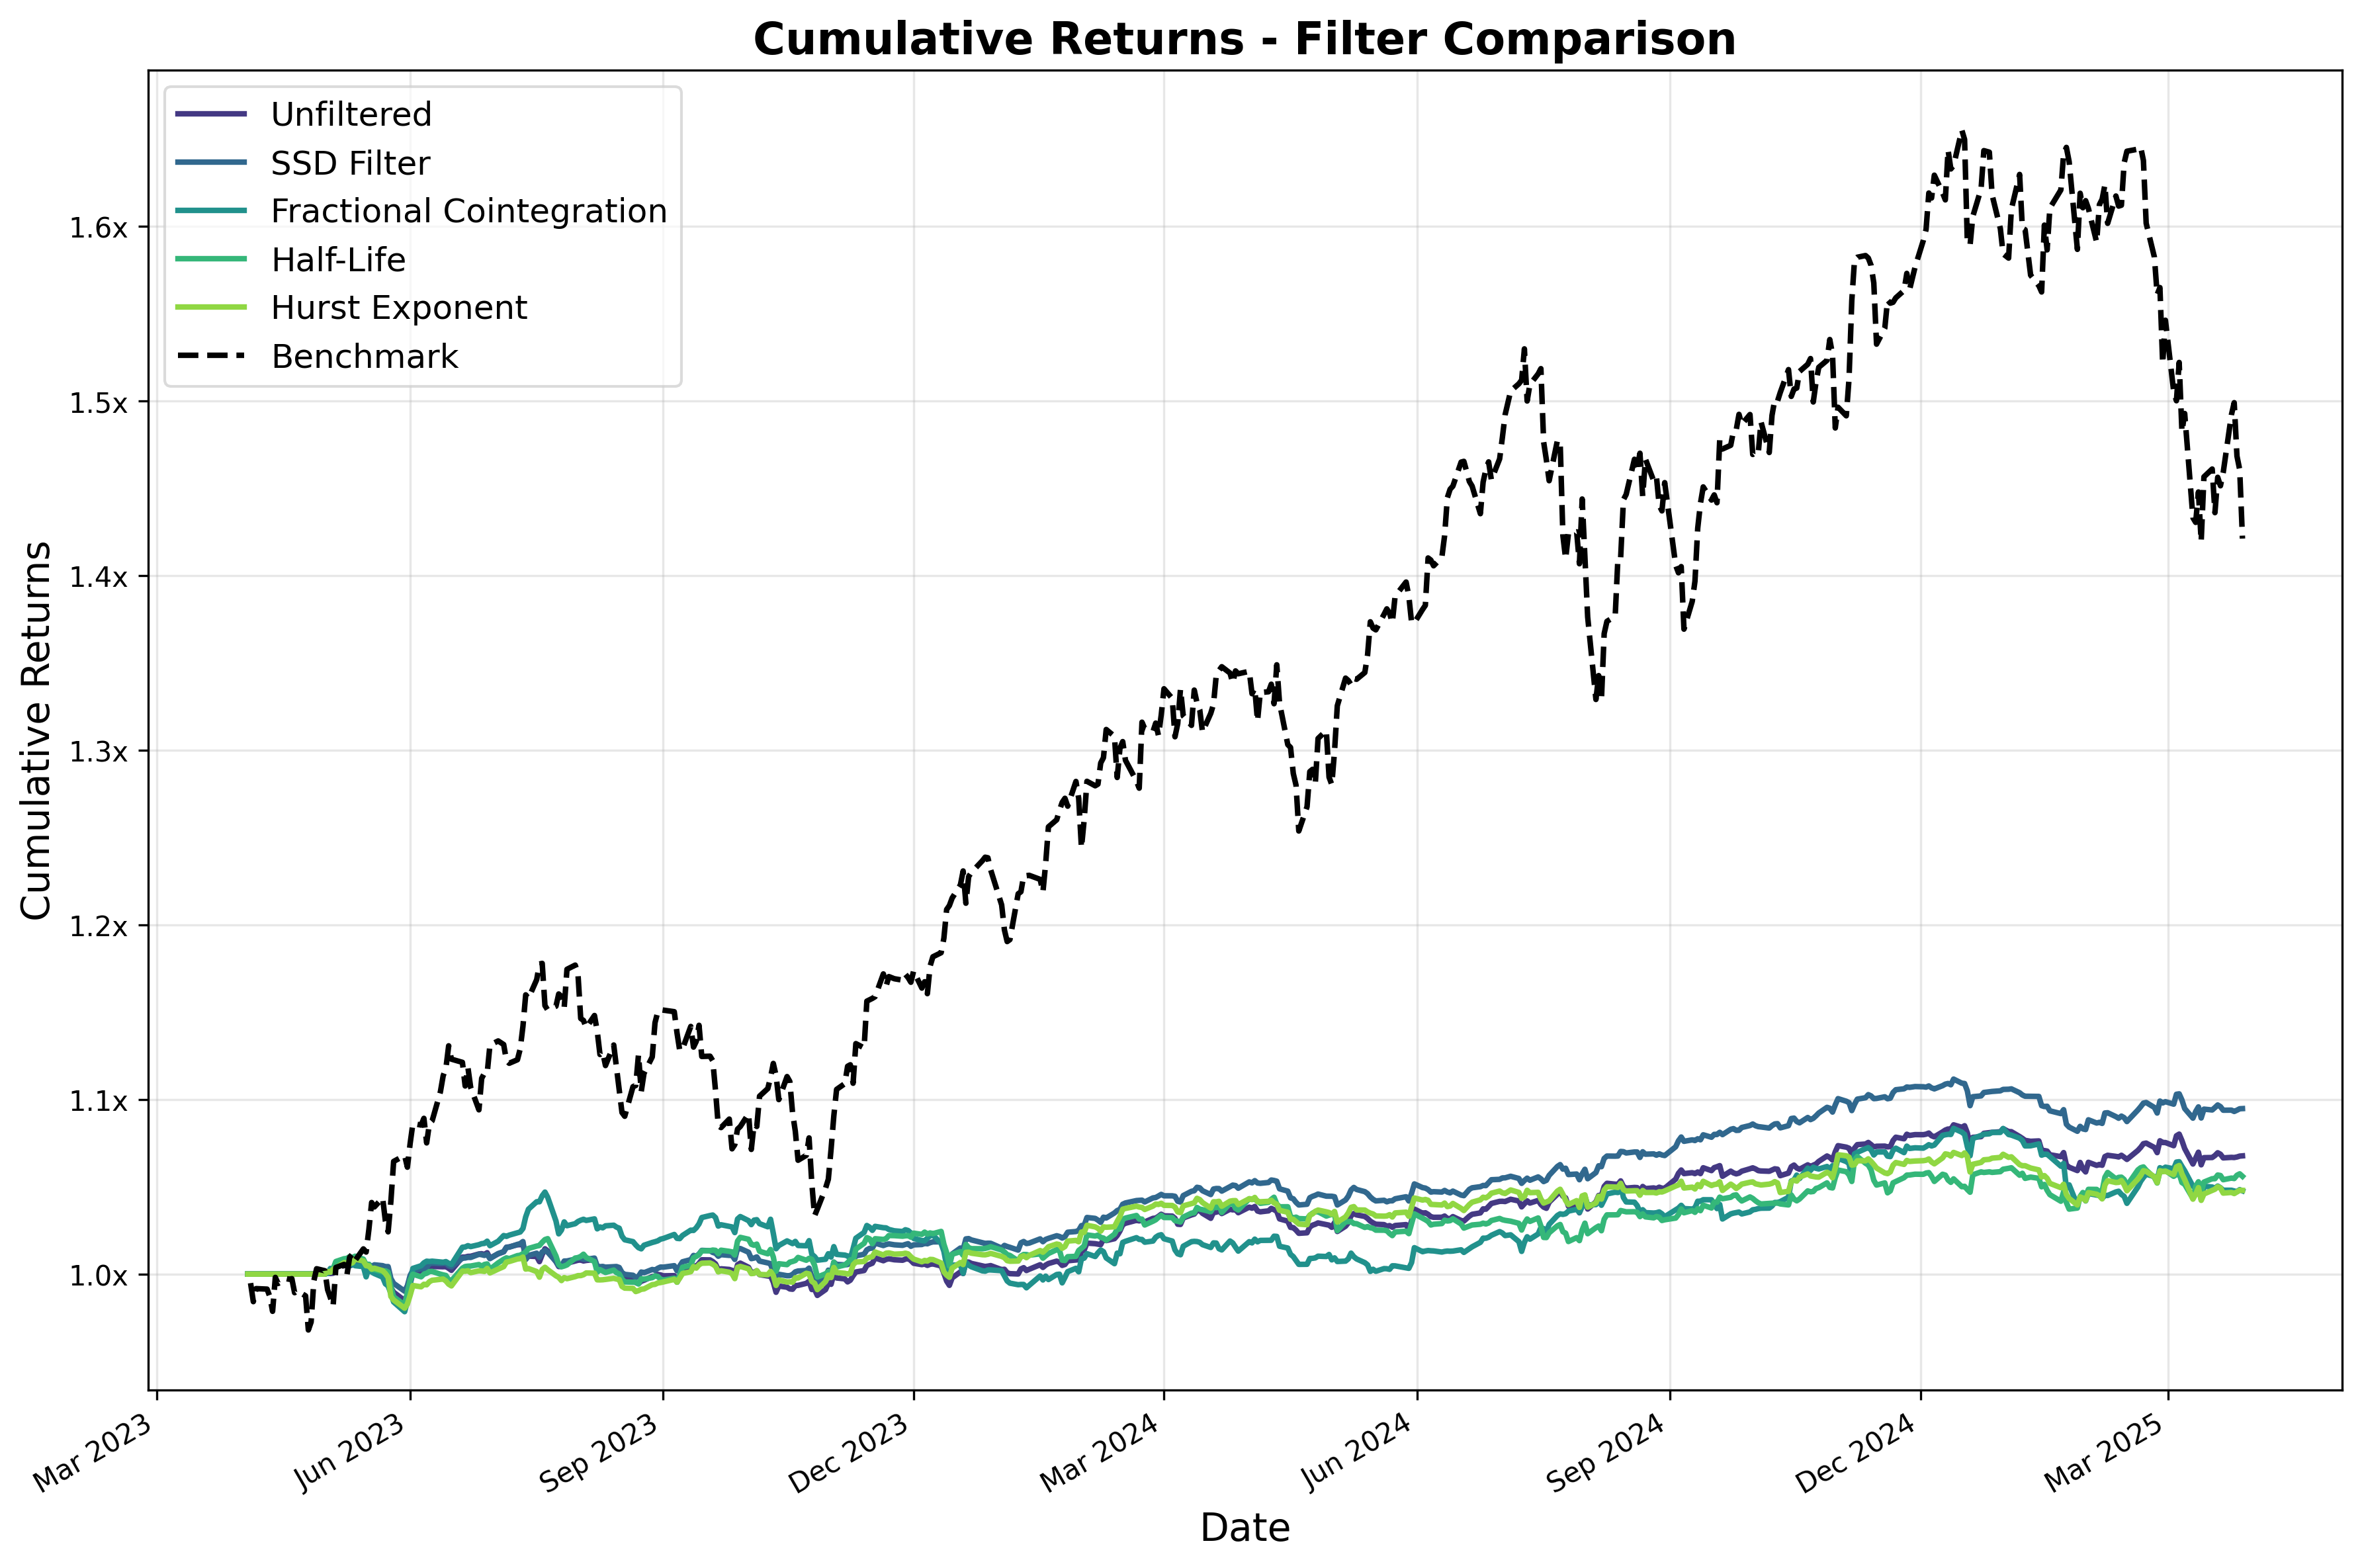 Cumulative Returns - Filter Comparison
Unfiltered
SSD Filter
Fractional Cointegration
Half-Life
Hurst Exponent
Benchmark
1.6x
1.5x
1.4x
1.3x
1.2x
1.1x
1.0x
Cumulative Returns
Mar 2023
Jun 2023
Sep 2023
Dec 2023
Mar 2024
Jun 2024
Sep 2024
Dec 2024
Mar 2025
Date